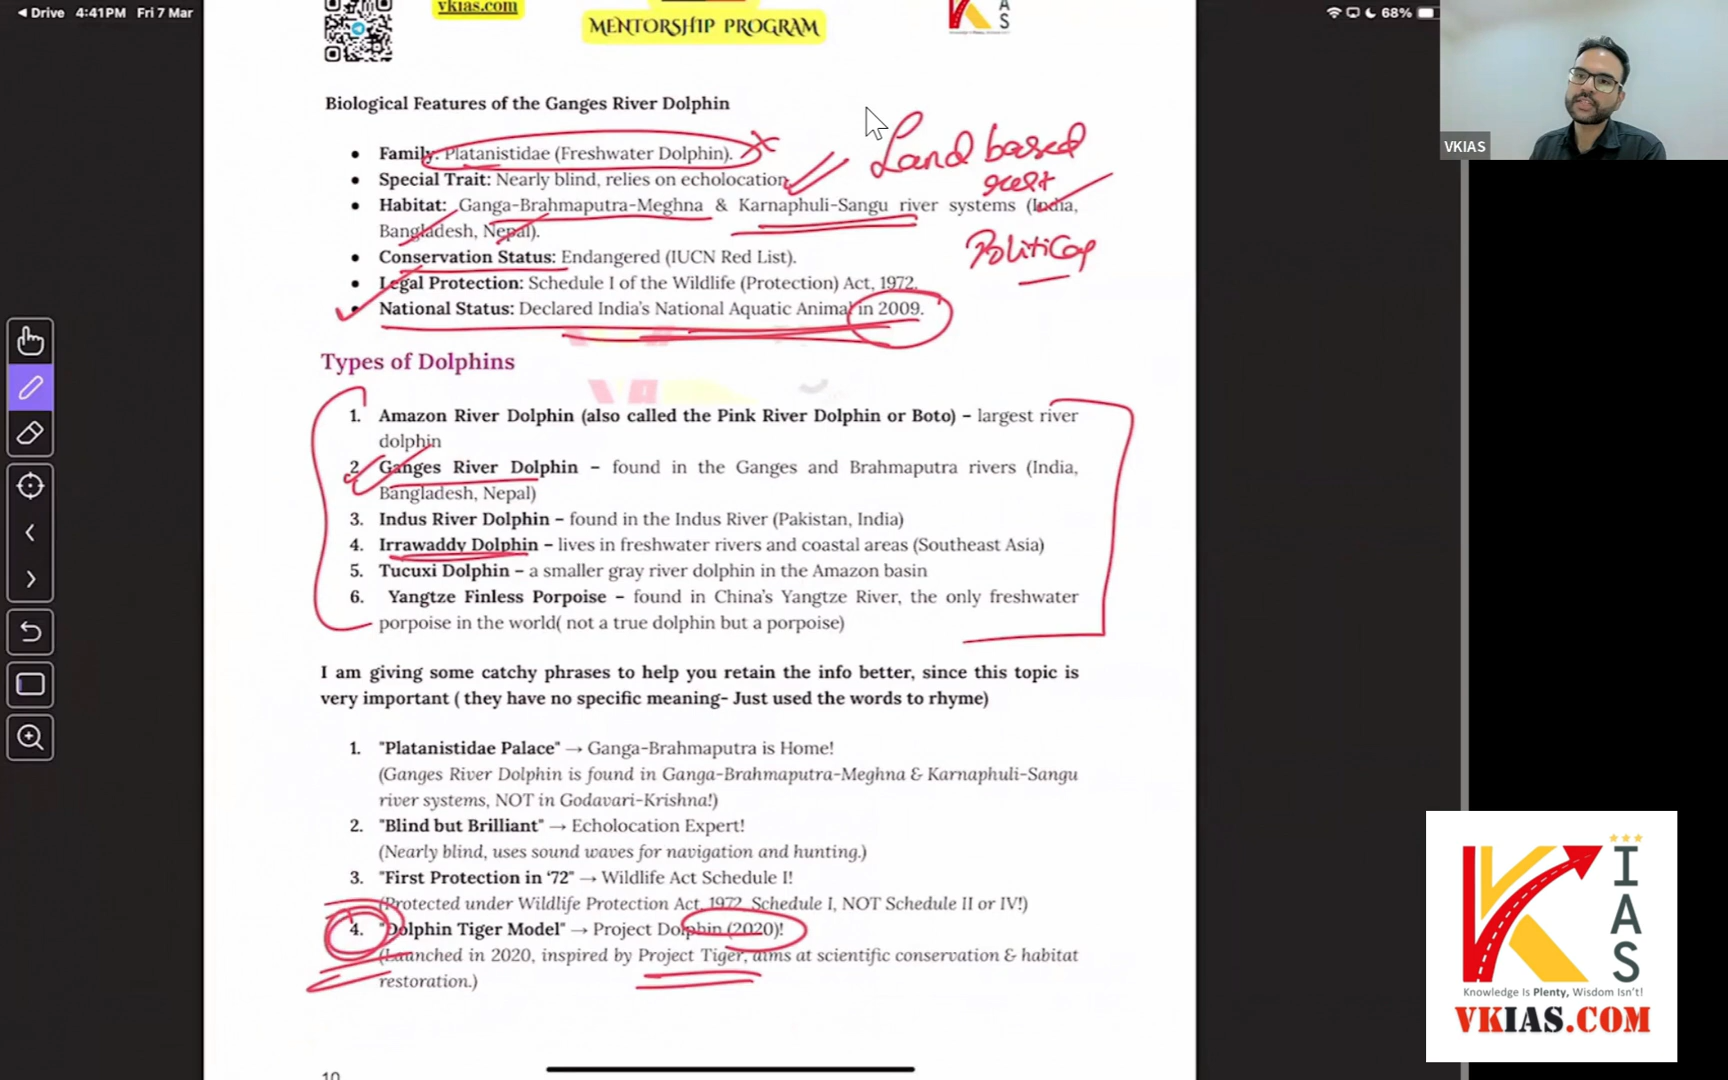 Drive 4:41PM Fri 7 Mar
68%
vkias.com
MENTORSHIP PROGRAM
A
S
VKIAS
Biological Features of the Ganges River Dolphin
• Family: Platanistidae (Freshwater Dolphin).
• Special Trait: Nearly blind, relies on echolocation
• Habitat: Ganga-Brahmaputra-Meghna & Karnaphuli-Sangu river systems (India,
Bangladesh, Nepal).
• Conservation Status: Endangered (IUCN Red List).
• Legal Protection: Schedule I of the Wildlife (Protection) Act, 1972.
• National Status: Declared India's National Aquatic Animal in 2009.
Land based
Political
Types of Dolphins
1. Amazon River Dolphin (also called the Pink River Dolphin or Boto) – largest river
dolphin
2. Ganges River Dolphin – found in the Ganges and Brahmaputra rivers (India,
Bangladesh, Nepal)
3. Indus River Dolphin – found in the Indus River (Pakistan, India)
4. Irrawaddy Dolphin – lives in freshwater rivers and coastal areas (Southeast Asia)
5. Tucuxi Dolphin – a smaller gray river dolphin in the Amazon basin
6. Yangtze Finless Porpoise – found in China's Yangtze River, the only freshwater
porpoise in the world( not a true dolphin but a porpoise)
I am giving some catchy phrases to help you retain the info better, since this topic is
very important ( they have no specific meaning- Just used the words to rhyme)
1. "Platanistidae Palace" → Ganga-Brahmaputra is Home!
(Ganges River Dolphin is found in Ganga-Brahmaputra-Meghna & Karnaphuli-Sangu
river systems, NOT in Godavari-Krishna!)
2. "Blind but Brilliant" → Echolocation Expert!
(Nearly blind, uses sound waves for navigation and hunting.)
3. "First Protection in '72" → Wildlife Act Schedule I!
(Protected under Wildlife Protection Act, 1972, Schedule I, NOT Schedule II or IV!)
4. "Dolphin Tiger Model" → Project Dolphin (2020)!
(Launched in 2020, inspired by Project Tiger, aims at scientific conservation & habitat
restoration.)
K
I
A
S
Knowledge Is Plenty, Wisdom Isn't!
VKIAS.COM